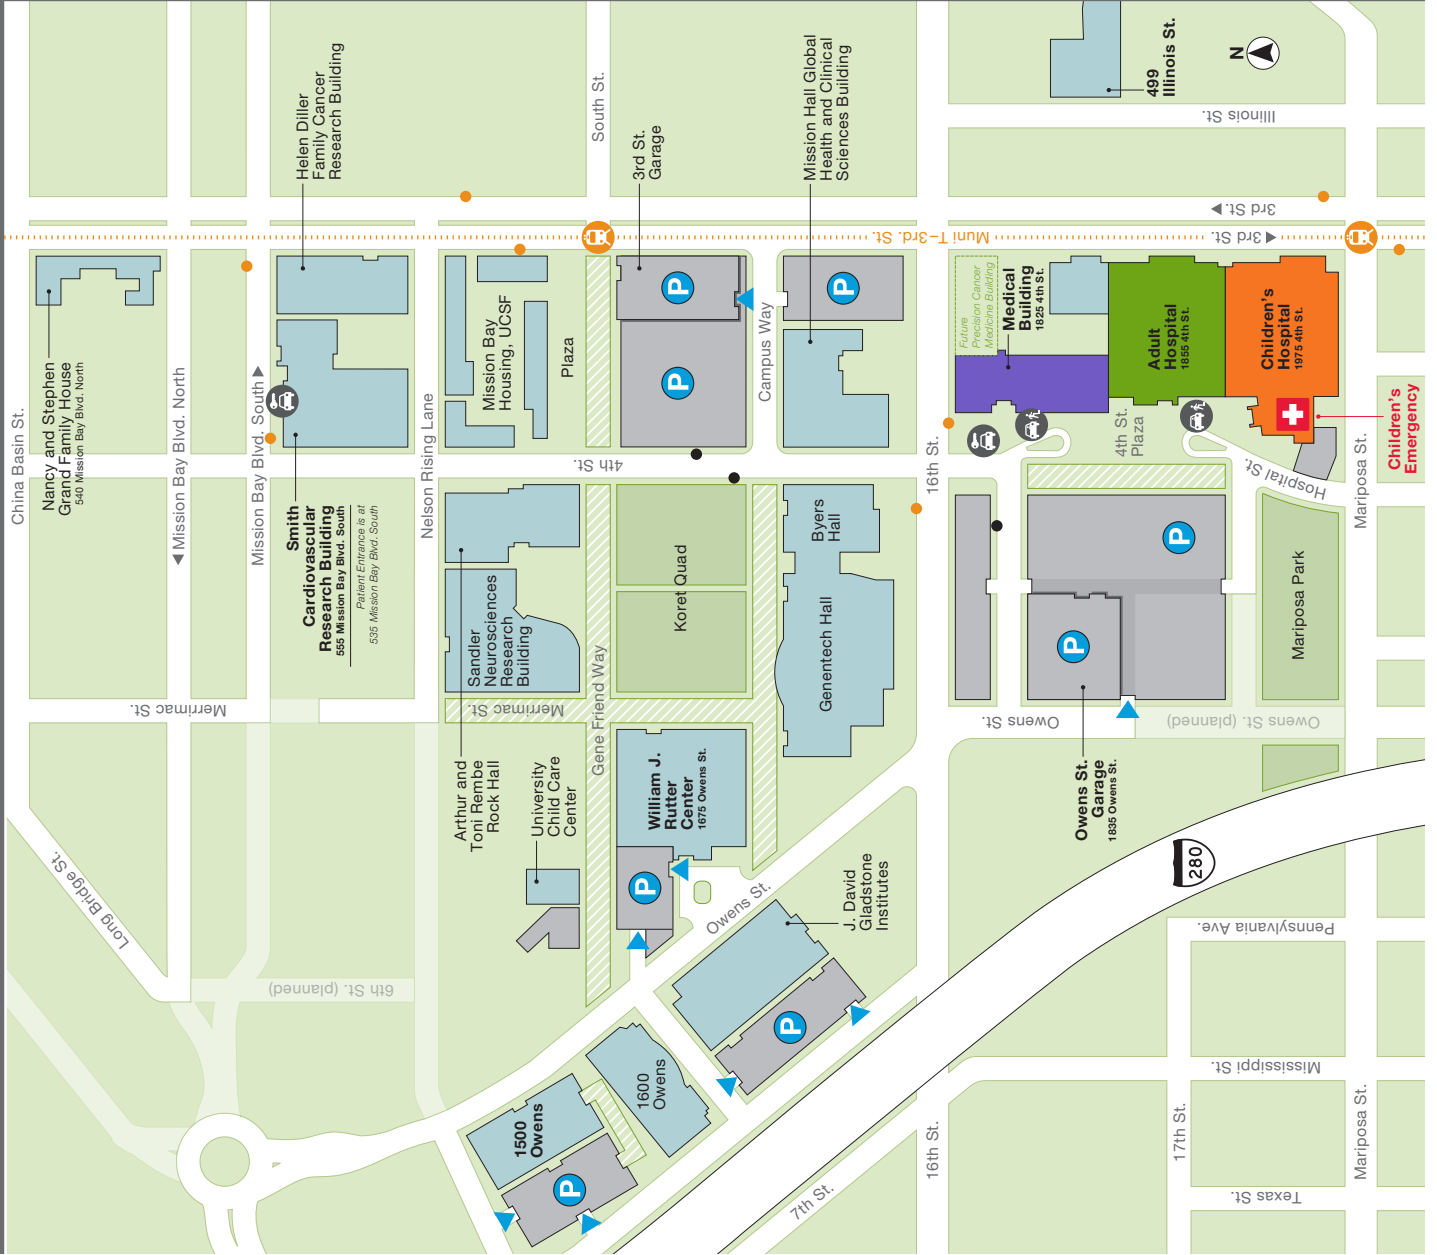 China Basin St.
Nancy and Stephen
Grand Family House
540 Mission Bay Blvd. North
Mission Bay Blvd. North
Mission Bay Blvd. South
Helen Diller
Family Cancer
Research Building
Smith
Cardiovascular
Research Building
555 Mission Bay Blvd. South
Patient Entrance is at
535 Mission Bay Blvd. South
Nelson Rising Lane
Mission Bay
Housing, UCSF
Plaza
South St.
3rd St.
Garage
P
P
Campus Way
Mission Hall Global
Health and Clinical
Sciences Building
P
Muni T–3rd. St.
3rd St.
3rd St.
499
Illinois St.
Illinois St.
N
Future
Precision Cancer
Medicine Building
Medical
Building
1825 4th St.
Adult
Hospital
1855 4th St.
Children's
Hospital
1975 4th St.
Children's
Emergency
4th St.
Plaza
Hospital St.
Mariposa St.
16th St.
4th St.
Arthur and
Toni Rembe
Rock Hall
Sandler
Neurosciences
Research
Building
Koret Quad
Byers
Hall
Genentech Hall
Gene Friend Way
Merrimac St.
Merrimac St.
University
Child Care
Center
William J.
Rutter
Center
1675 Owens St.
P
Owens St.
J. David
Gladstone
Institutes
P
P
P
Mariposa Park
Owens St.
Owens St. (planned)
Owens St.
Garage
1835 Owens St.
280
Long Bridge St.
6th St. (planned)
1500
Owens
P
1600
Owens
7th St.
16th St.
17th St.
Pennsylvania Ave.
Mississippi St.
Texas St.
Mariposa St.